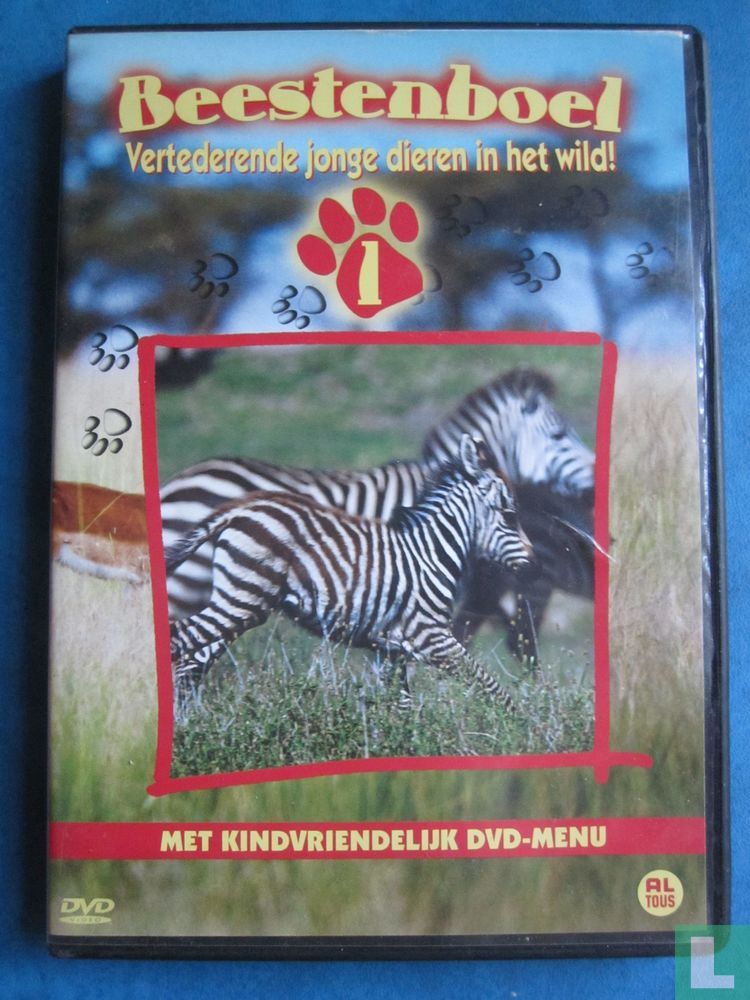 Beestenboel
Vertederende jonge dieren in het wild!
1
MET KINDVRIENDELIJK DVD-MENU
DVD
VIDEO
AL
TOUS
L